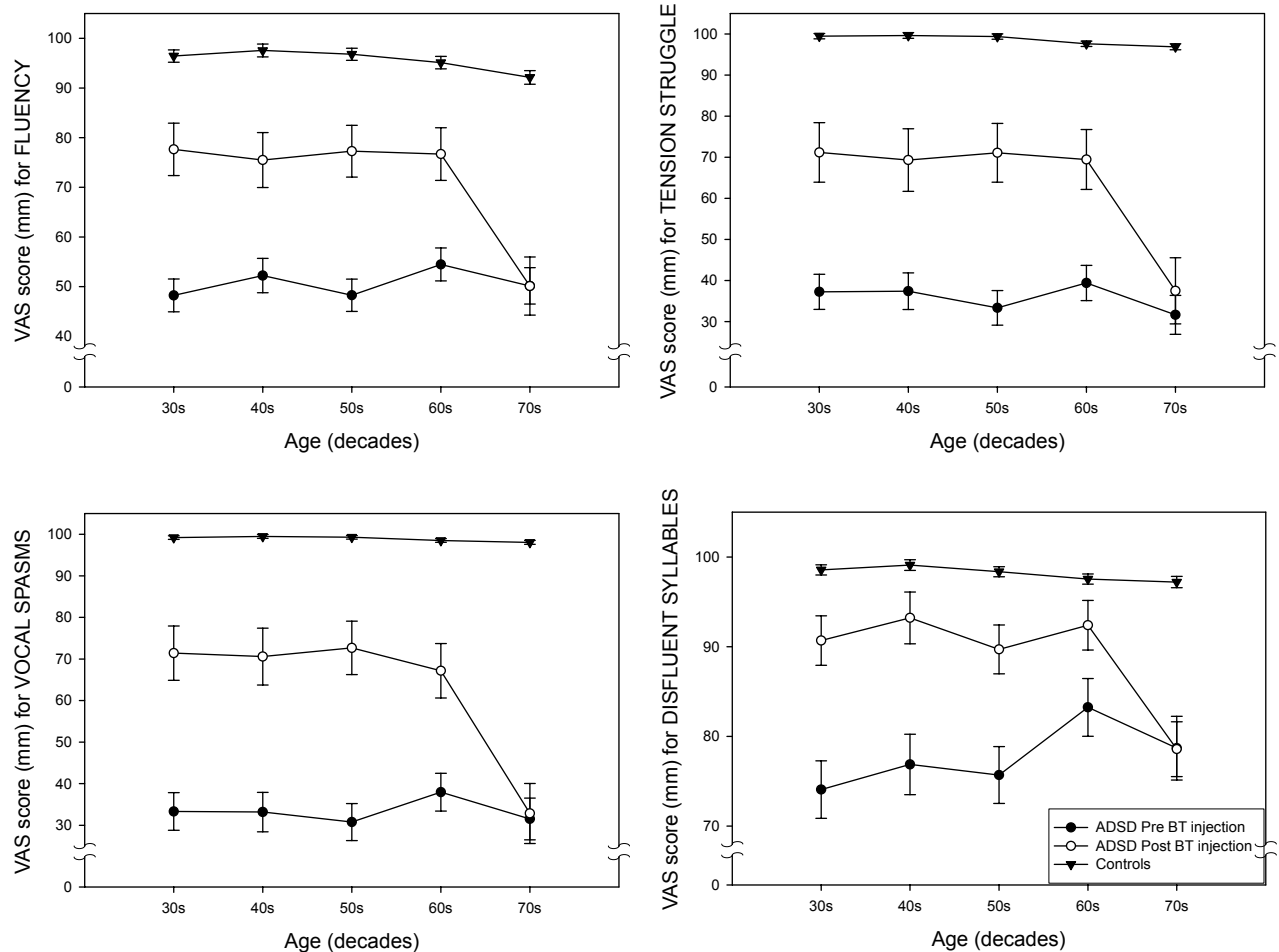 VAS score (mm) for FLUENCY
100
90
80
70
60
50
40
0
30s 40s 50s 60s 70s
Age (decades)
VAS score (mm) for TENSION STRUGGLE
100
90
80
70
60
50
40
30
0
30s 40s 50s 60s 70s
Age (decades)
VAS score (mm) for VOCAL SPASMS
100
90
80
70
60
50
40
30
0
30s 40s 50s 60s 70s
Age (decades)
VAS score (mm) for DISFLUENT SYLLABLES
100
90
80
70
0
30s 40s 50s 60s 70s
Age (decades)
ADSD Pre BT injection
ADSD Post BT injection
Controls